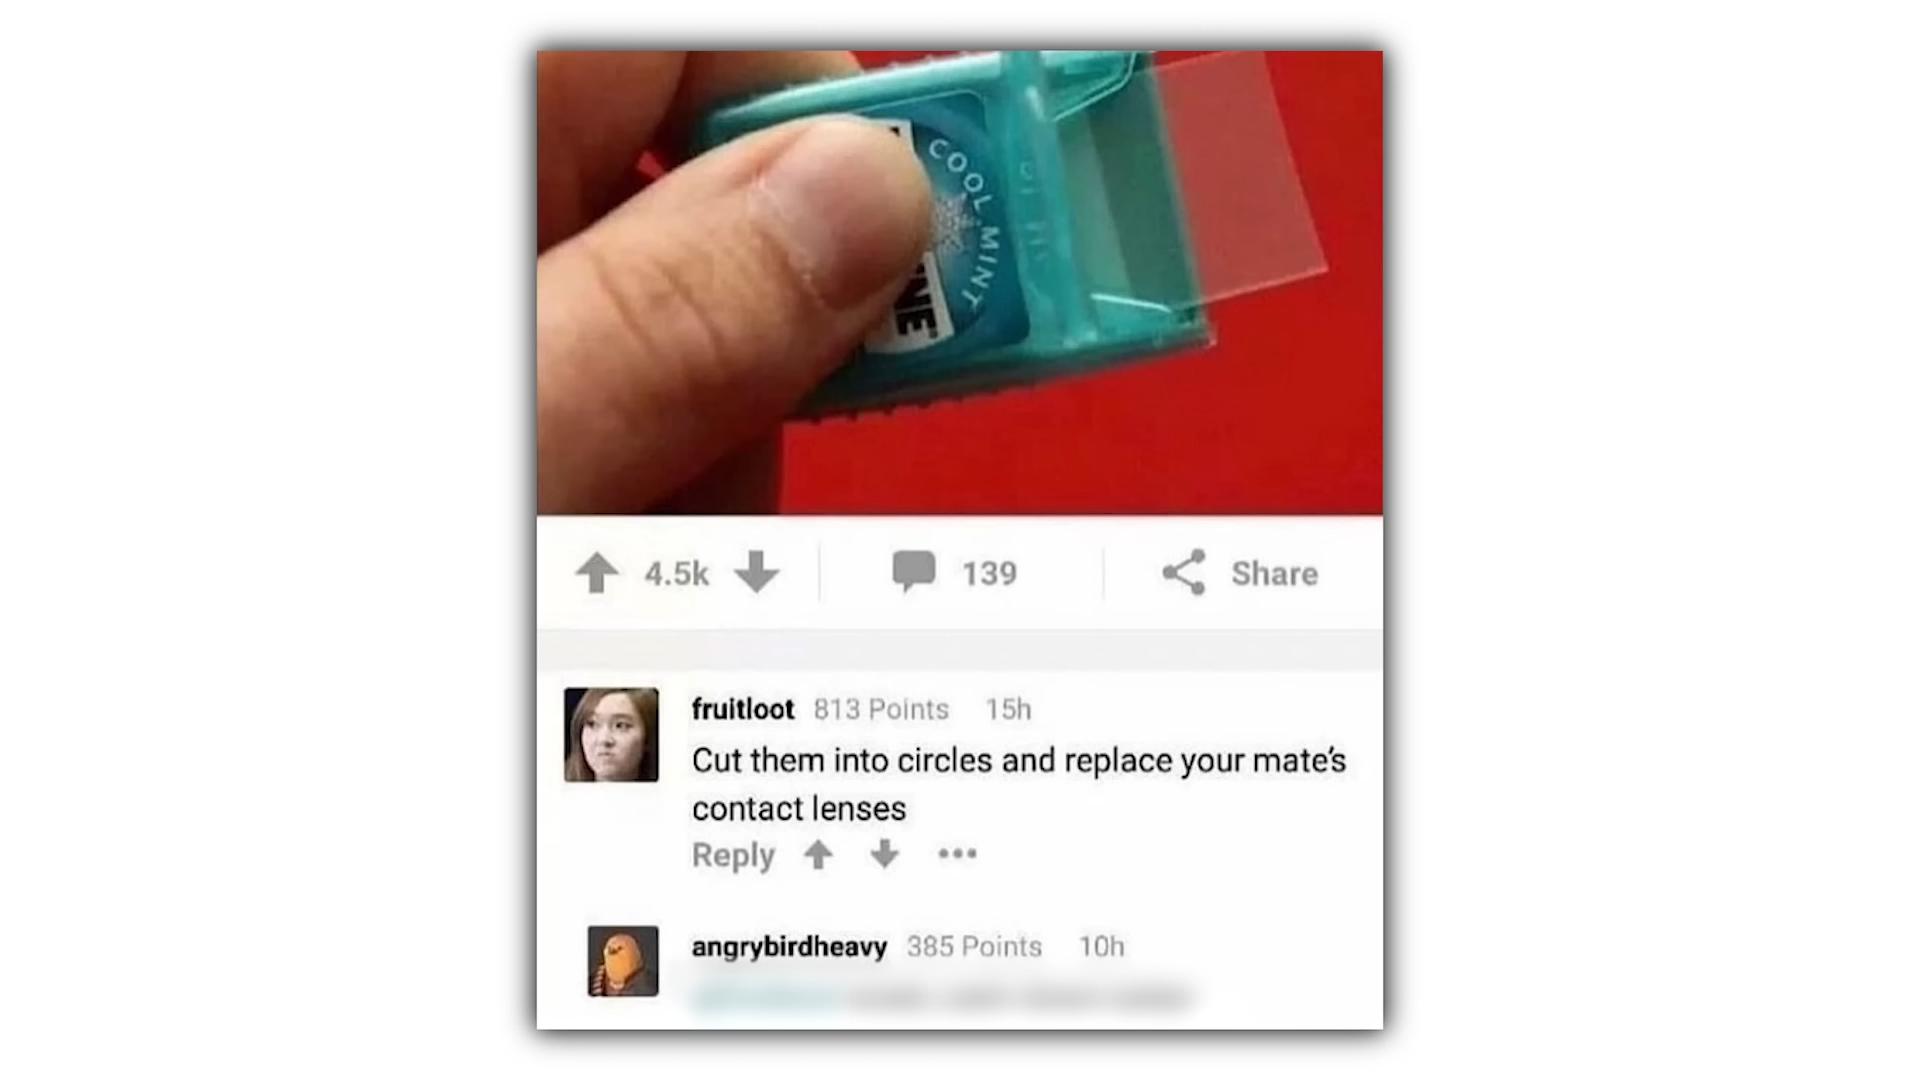 COOL MINT
4.5k 139 Share
fruitloot 813 Points 15h
Cut them into circles and replace your mate's
contact lenses
Reply
angrybirdheavy 385 Points 10h